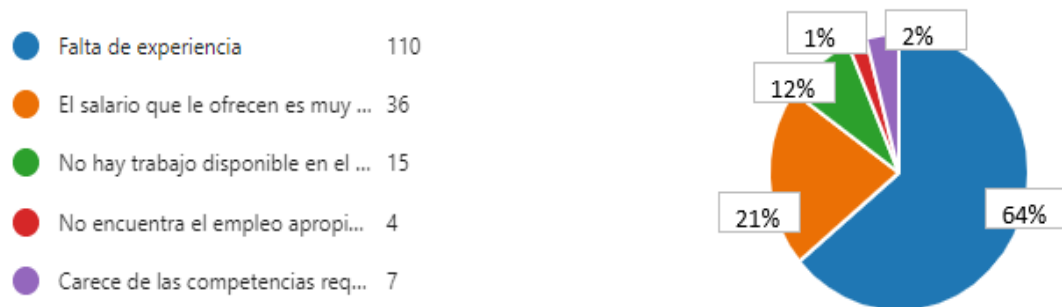 Falta de experiencia 110
El salario que le ofrecen es muy ... 36
No hay trabajo disponible en el ... 15
No encuentra el empleo apropi... 4
Carece de las competencias req... 7
1%
2%
12%
21%
64%